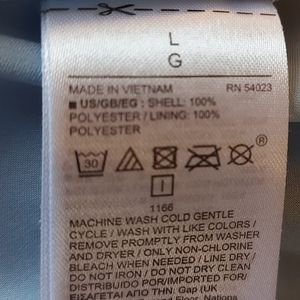 L
G
MADE IN VIETNAM RN 54023
■ US/GB/EG : SHELL: 100%
POLYESTER / LINING: 100%
POLYESTER
30
®
I
1166
MACHINE WASH COLD GENTLE
CYCLE / WASH WITH LIKE COLORS /
REMOVE PROMPTLY FROM WASHER
AND DRYER / ONLY NON-CHLORINE
BLEACH WHEN NEEDED / LINE DRY /
DO NOT IRON / DO NOT DRY CLEAN
DISTRIBUIDO POR/IMPORTED FOR/
ΕΙΣΑΓΕΤΑΙ ΑΠΟ ΤΗΝ: Gap (UK